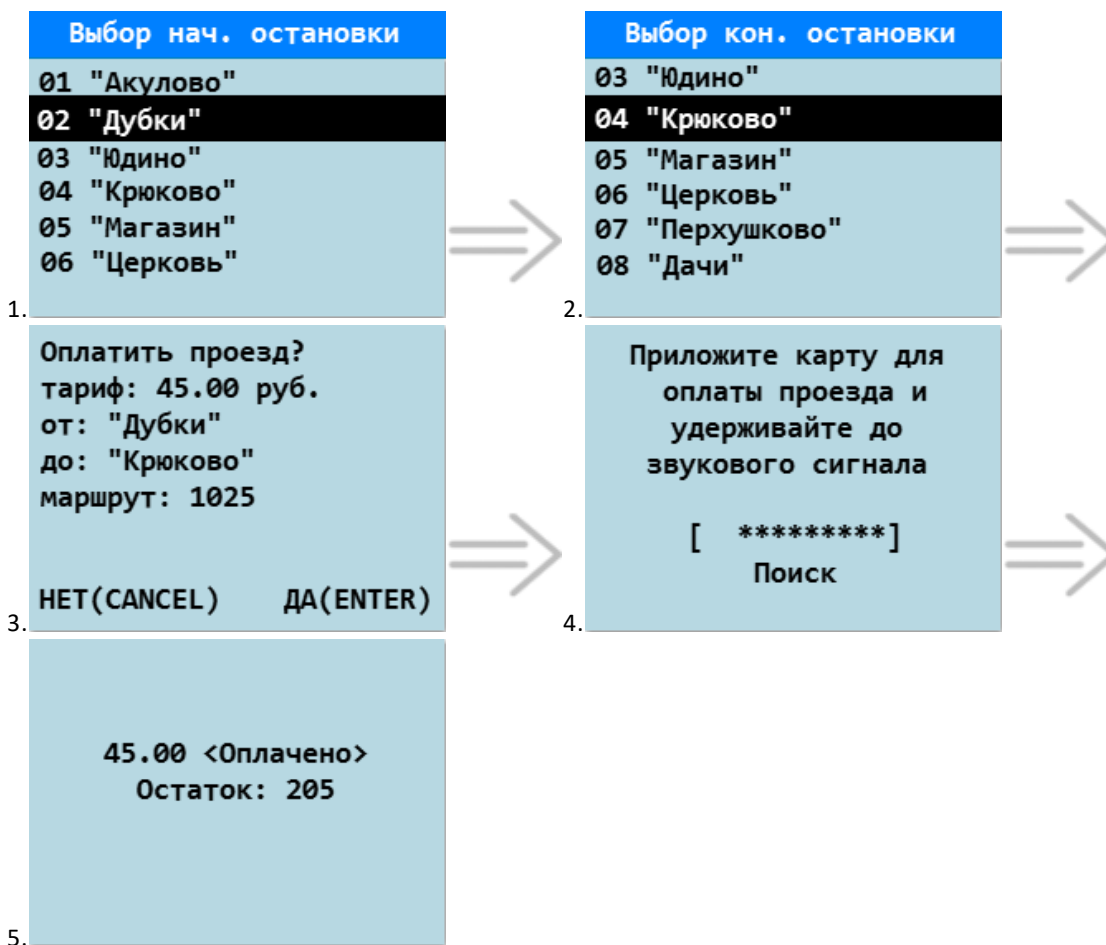 Выбор нач. остановки
01 "Акулово"
02 "Дубки"
03 "Юдино"
04 "Крюково"
05 "Магазин"
06 "Церковь"
1.
Выбор кон. остановки
03 "Юдино"
04 "Крюково"
05 "Магазин"
06 "Церковь"
07 "Перхушково"
08 "Дачи"
2.
Оплатить проезд?
тариф: 45.00 руб.
от: "Дубки"
до: "Крюково"
маршрут: 1025
НЕТ(CANCEL) ДА(ENTER)
3.
Приложите карту для
оплаты проезда и
удерживайте до
звукового сигнала
[ *********]
Поиск
4.
45.00 <Оплачено>
Остаток: 205
5.